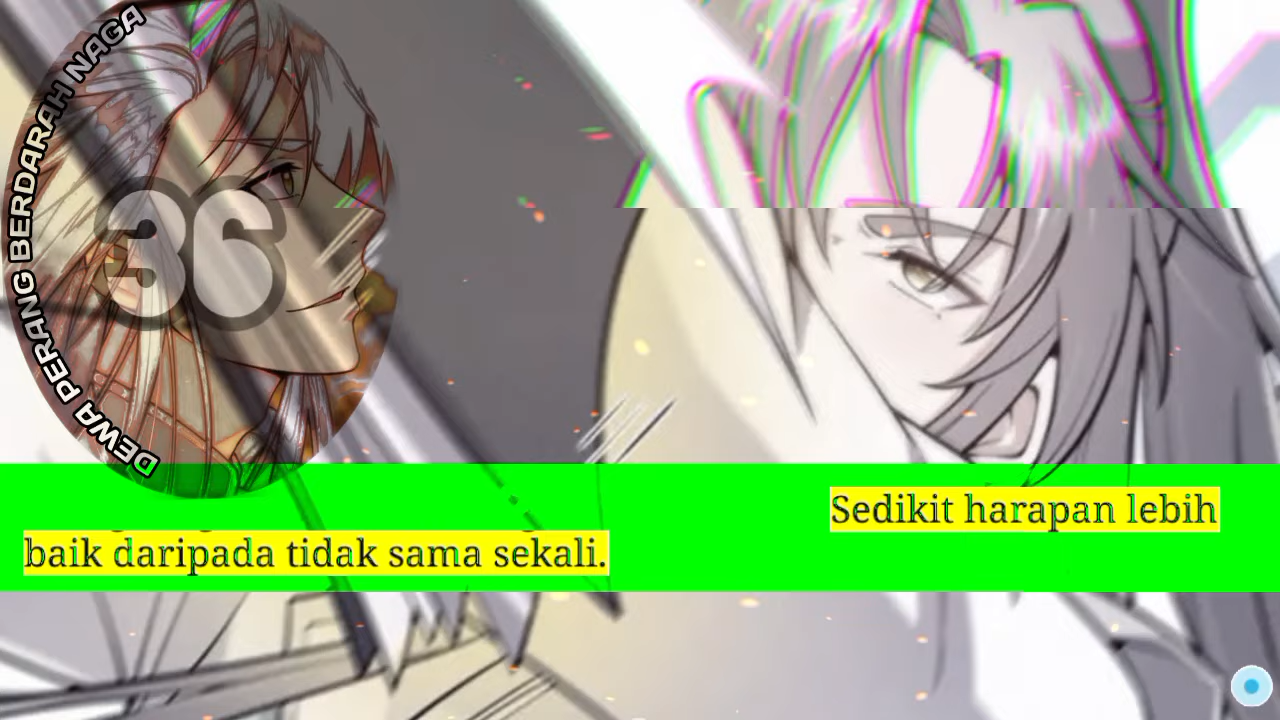 DEWA PERANG BERDARAH NAGA
36
Sedikit harapan lebih
baik daripada tidak sama sekali.